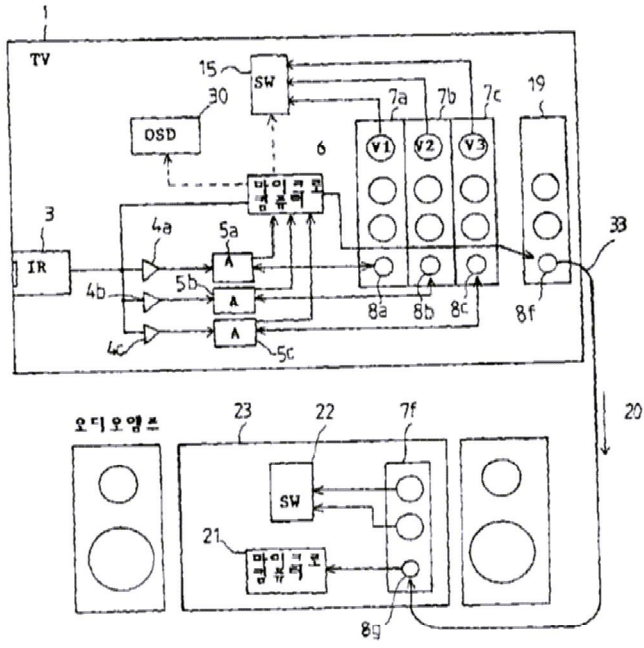 1
TV
15
SW
30
OSD
6
7a
7b
7c
19
V1
V2
V3
마이크로
컴퓨터
3
IR
4a
5a
A
4b
5b
A
4c
A
5c
8a
8b
8c
8f
33
20
오디오앰프
23
22
7f
SW
21
마이크로
컴퓨터
8g